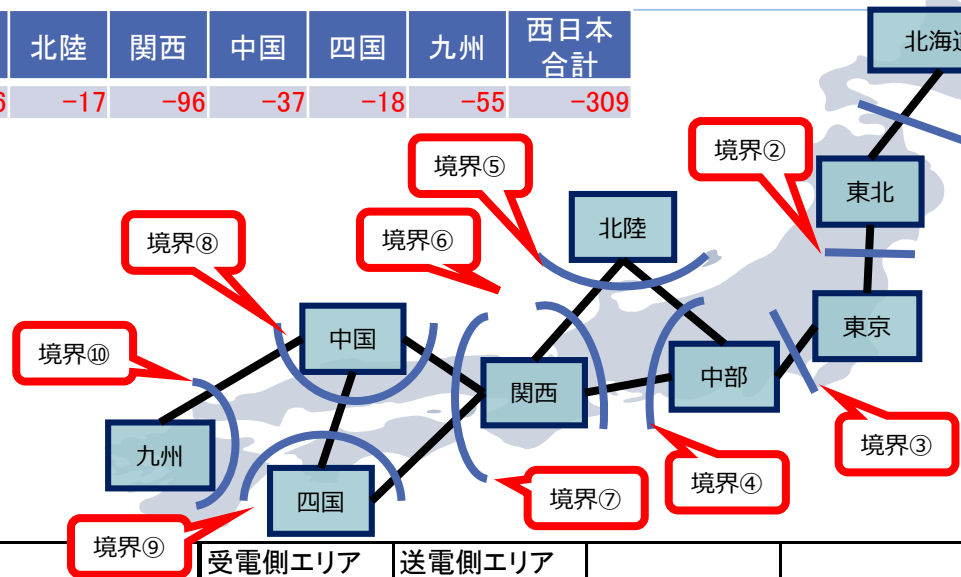 北陸 関西 中国 四国 九州 西日本
合計
6 -17 -96 -37 -18 -55 -309
北海道
境界②
境界⑤
東北
境界⑧
境界⑥
北陸
東京
中国
境界⑩
関西
中部
境界③
九州
四国
境界⑦
境界④
境界⑨
受電側エリア 送電側エリア